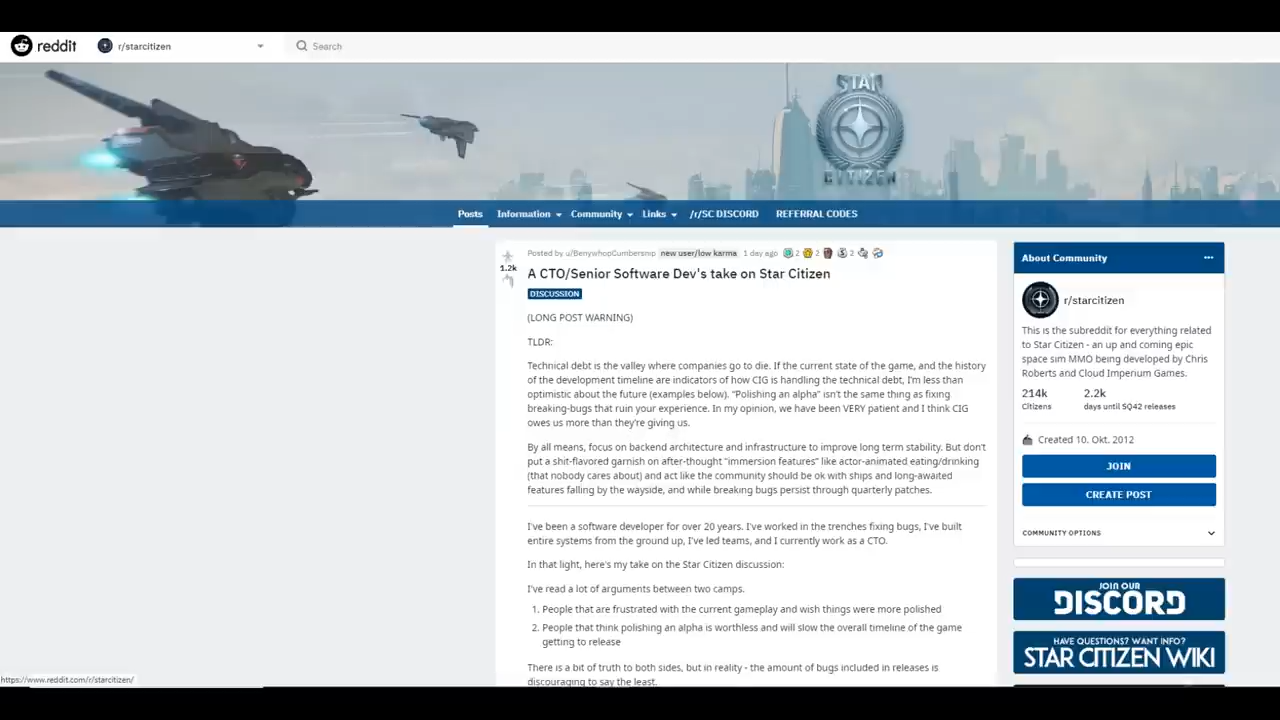 reddit
r/starcitizen
Search
STAR
CITIZEN
Posts Information Community Links /r/SC DISCORD REFERRAL CODES
1.2k
Posted by u/BenywhopCumbersnip new user/low karma 1 day ago 2 2 2
A CTO/Senior Software Dev's take on Star Citizen
DISCUSSION
(LONG POST WARNING)
TLDR:
Technical debt is the valley where companies go to die. If the current state of the game, and the history
of the development timeline are indicators of how CIG is handling the technical debt, I'm less than
optimistic about the future (examples below). "Polishing an alpha" isn't the same thing as fixing
breaking-bugs that ruin your experience. In my opinion, we have been VERY patient and I think CIG
owes us more than they're giving us.
By all means, focus on backend architecture and infrastructure to improve long term stability. But don't
put a shit-flavored garnish on after-thought "immersion features" like actor-animated eating/drinking
(that nobody cares about) and act like the community should be ok with ships and long-awaited
features falling by the wayside, and while breaking bugs persist through quarterly patches.
I've been a software developer for over 20 years. I've worked in the trenches fixing bugs, I've built
entire systems from the ground up, I've led teams, and I currently work as a CTO.
In that light, here's my take on the Star Citizen discussion:
I've read a lot of arguments between two camps.
1. People that are frustrated with the current gameplay and wish things were more polished
2. People that think polishing an alpha is worthless and will slow the overall timeline of the game
getting to release
There is a bit of truth to both sides, but in reality - the amount of bugs included in releases is
discouraging to say the least.
About Community
r/starcitizen
This is the subreddit for everything related
to Star Citizen - an up and coming epic
space sim MMO being developed by Chris
Roberts and Cloud Imperium Games.
214k 2.2k
Citizens days until SQ42 releases
Created 10. Okt. 2012
JOIN
CREATE POST
COMMUNITY OPTIONS
JOIN OUR
DISCORD
HAVE QUESTIONS? WANT INFO?
STAR CITIZEN WIKI
https://www.reddit.com/r/starcitizen/